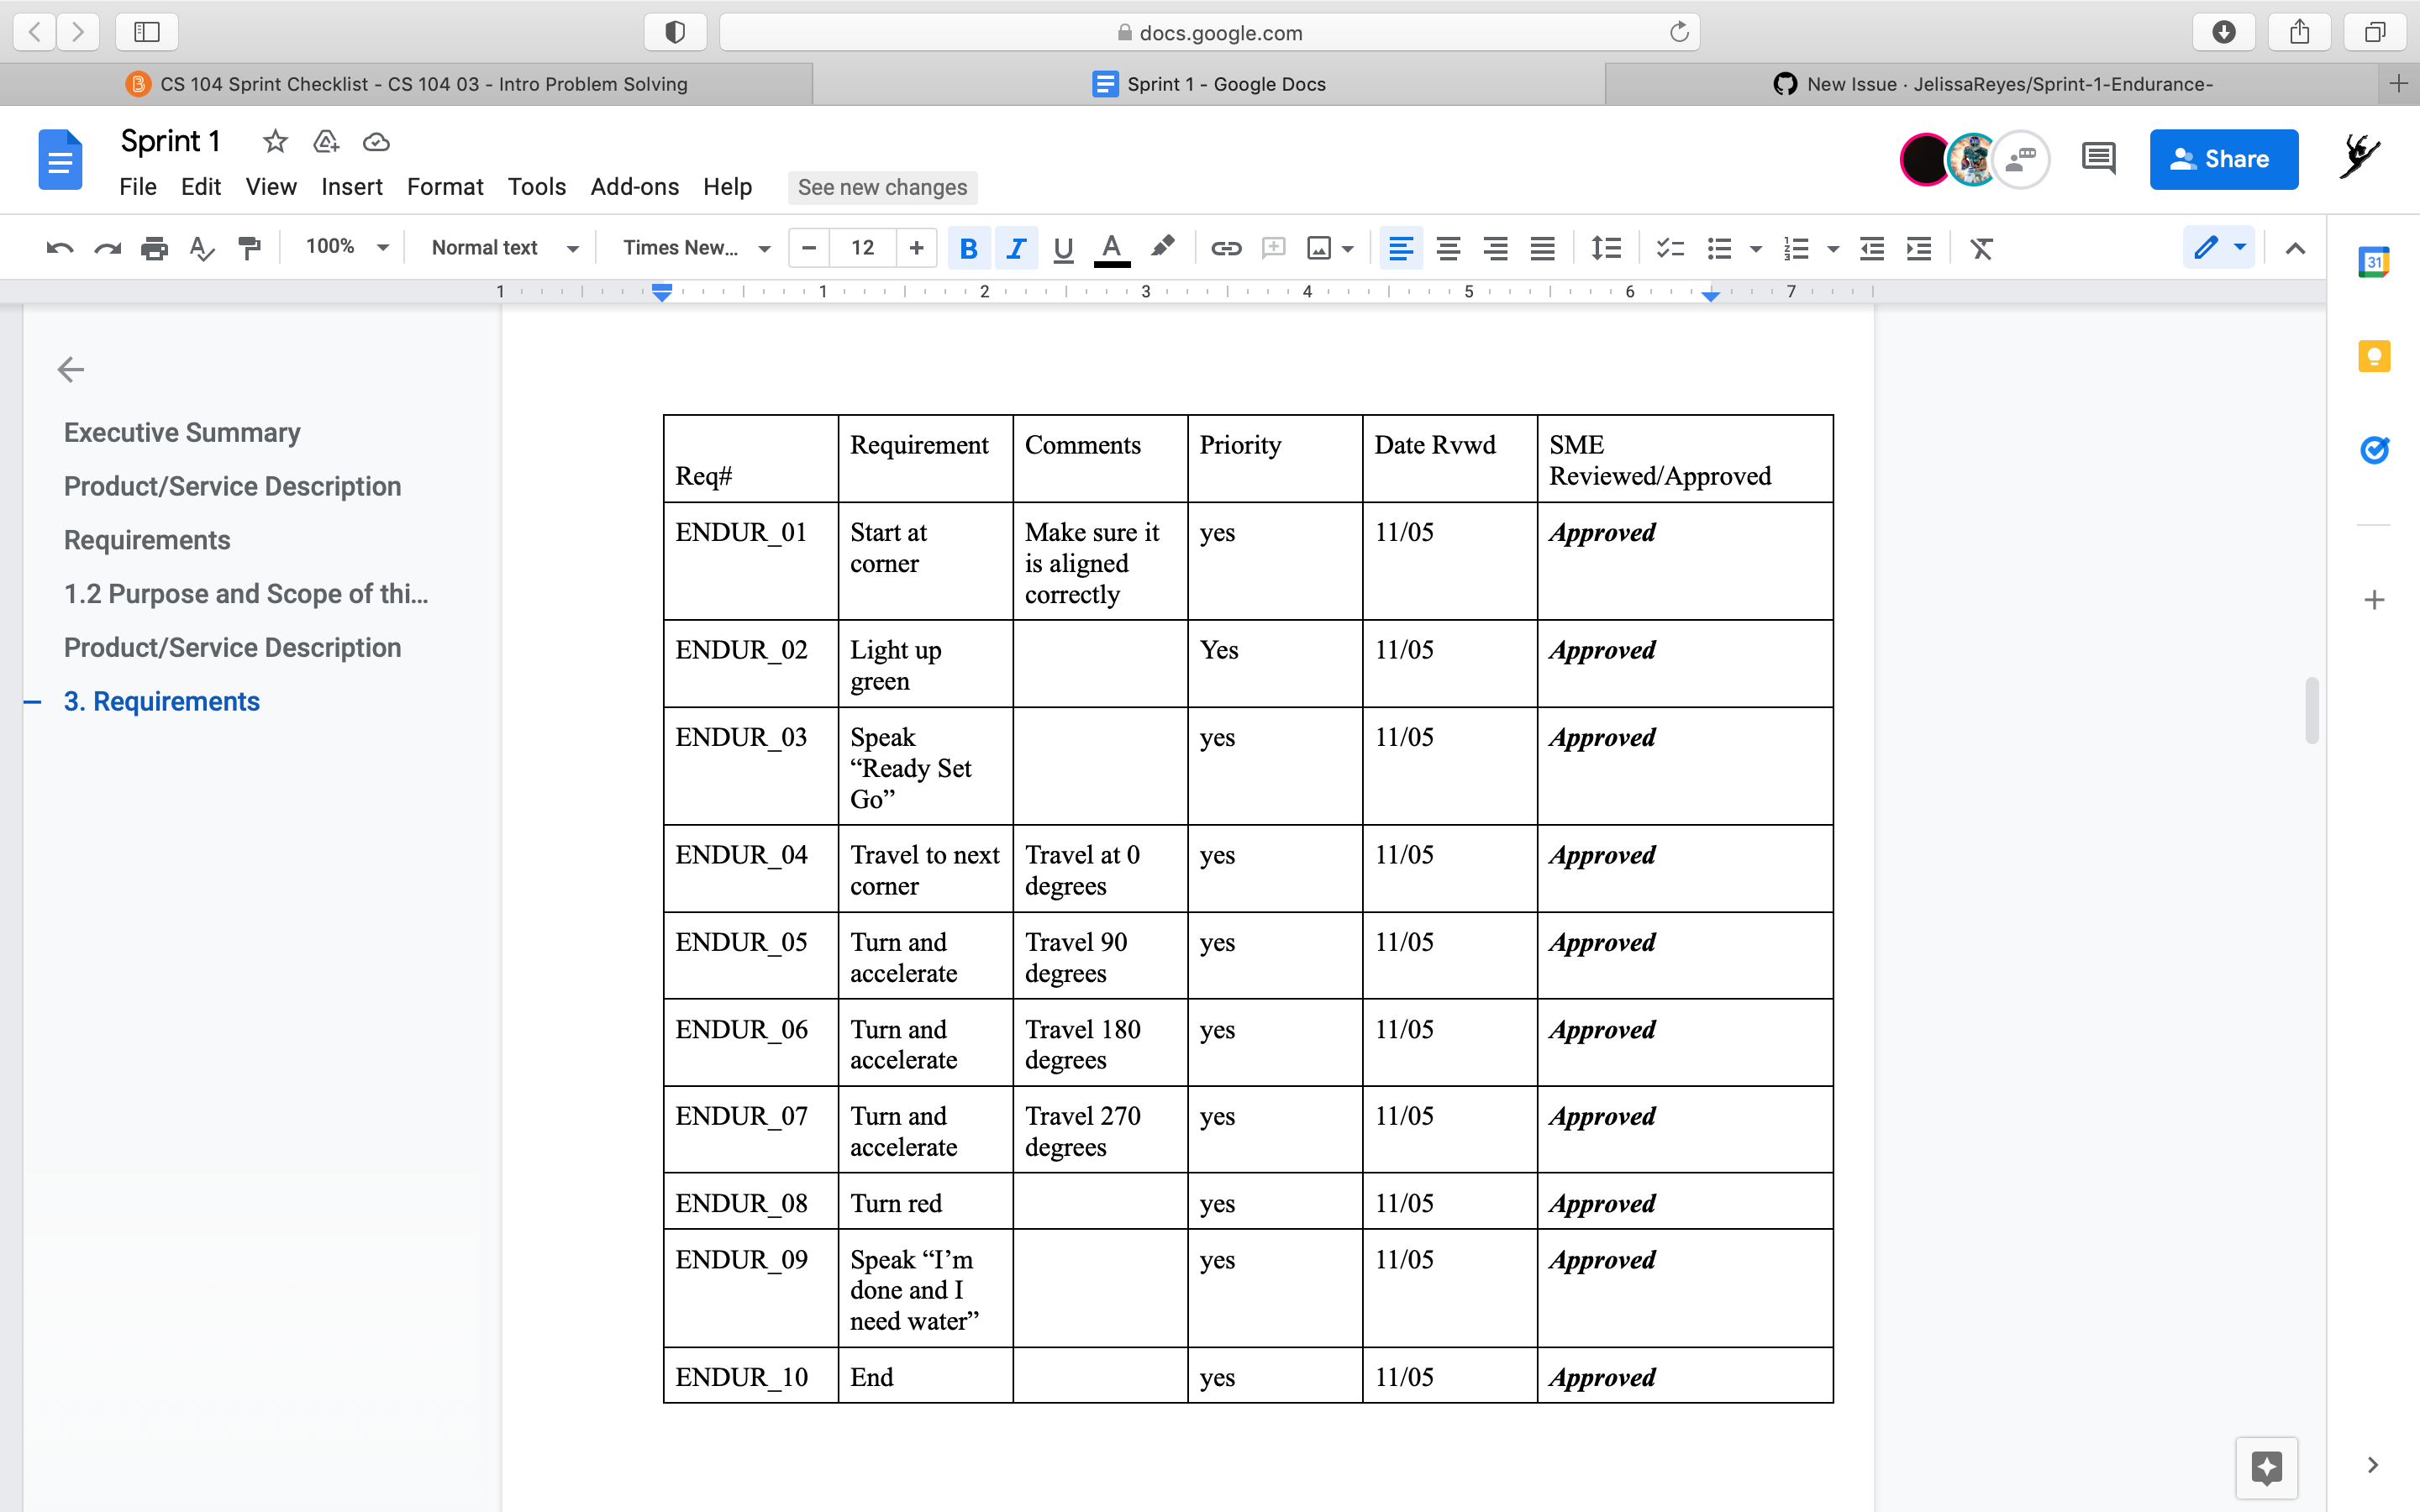 docs.google.com
CS 104 Sprint Checklist - CS 104 03 - Intro Problem Solving
Sprint 1 - Google Docs
New Issue · JelissaReyes/Sprint-1-Endurance-
Sprint 1
File Edit View Insert Format Tools Add-ons Help See new changes
Share
100% Normal text Times New... 12 B I U A
31
1 1 2 3 4 5 6 7
Executive Summary
Product/Service Description
Requirements
1.2 Purpose and Scope of thi...
Product/Service Description
3. Requirements
Req# Requirement Comments Priority Date Rvwd SME
Reviewed/Approved
ENDUR_01 Start at Make sure it yes 11/05 Approved
corner is aligned
correctly
ENDUR_02 Light up Yes 11/05 Approved
green
ENDUR_03 Speak yes 11/05 Approved
“Ready Set
Go”
ENDUR_04 Travel to next Travel at 0 yes 11/05 Approved
corner degrees
ENDUR_05 Turn and Travel 90 yes 11/05 Approved
accelerate degrees
ENDUR_06 Turn and Travel 180 yes 11/05 Approved
accelerate degrees
ENDUR_07 Turn and Travel 270 yes 11/05 Approved
accelerate degrees
ENDUR_08 Turn red yes 11/05 Approved
ENDUR_09 Speak “I’m yes 11/05 Approved
done and I
need water”
ENDUR_10 End yes 11/05 Approved